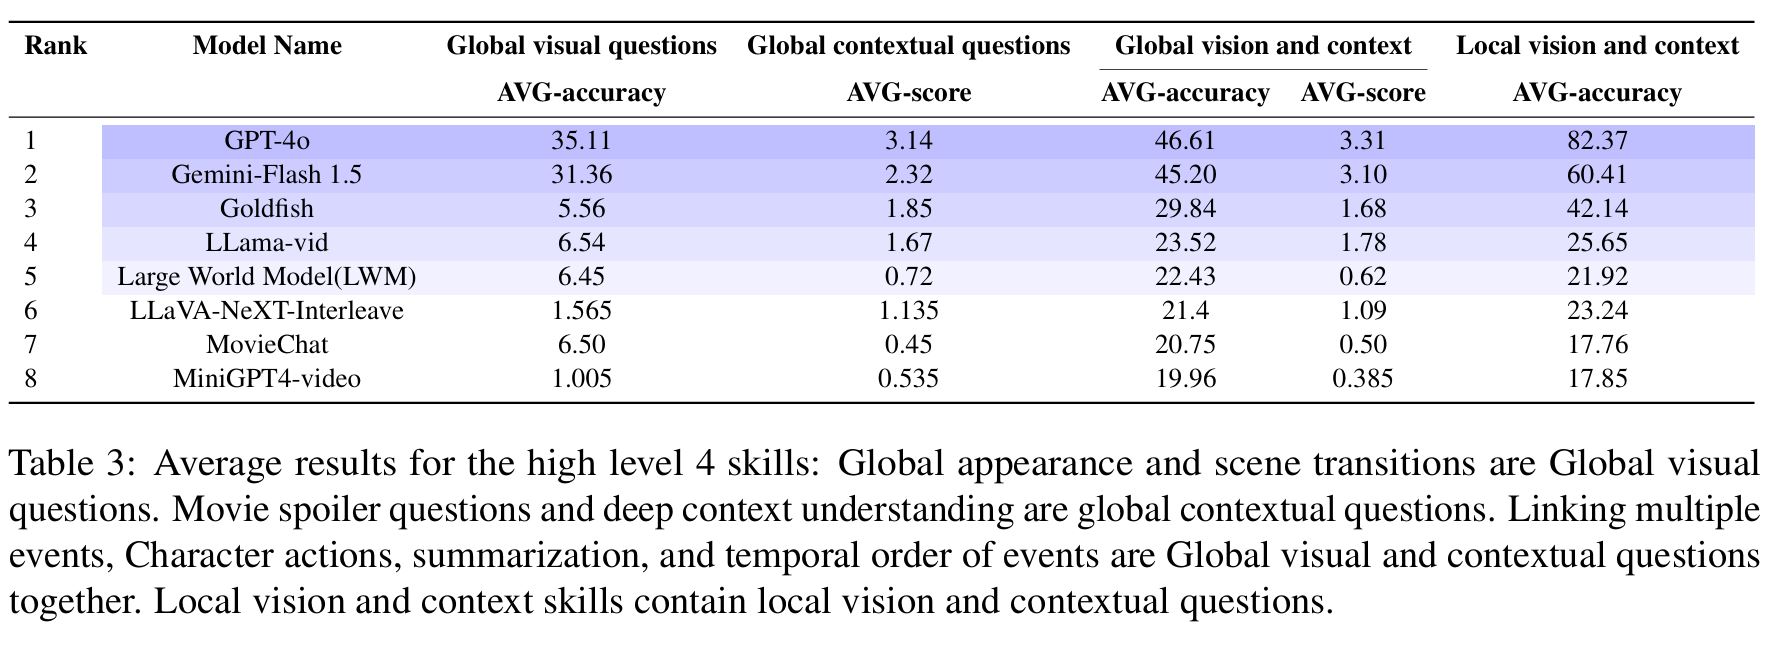 Rank Model Name Global visual questions Global contextual questions Global vision and context Local vision and context
AVG-accuracy AVG-score AVG-accuracy AVG-score AVG-accuracy
1 GPT-4o 35.11 3.14 46.61 3.31 82.37
2 Gemini-Flash 1.5 31.36 2.32 45.20 3.10 60.41
3 Goldfish 5.56 1.85 29.84 1.68 42.14
4 LLama-vid 6.54 1.67 23.52 1.78 25.65
5 Large World Model(LWM) 6.45 0.72 22.43 0.62 21.92
6 LLaVA-NeXT-Interleave 1.565 1.135 21.4 1.09 23.24
7 MovieChat 6.50 0.45 20.75 0.50 17.76
8 MiniGPT4-video 1.005 0.535 19.96 0.385 17.85
Table 3: Average results for the high level 4 skills: Global appearance and scene transitions are Global visual
questions. Movie spoiler questions and deep context understanding are global contextual questions. Linking multiple
events, Character actions, summarization, and temporal order of events are Global visual and contextual questions
together. Local vision and context skills contain local vision and contextual questions.